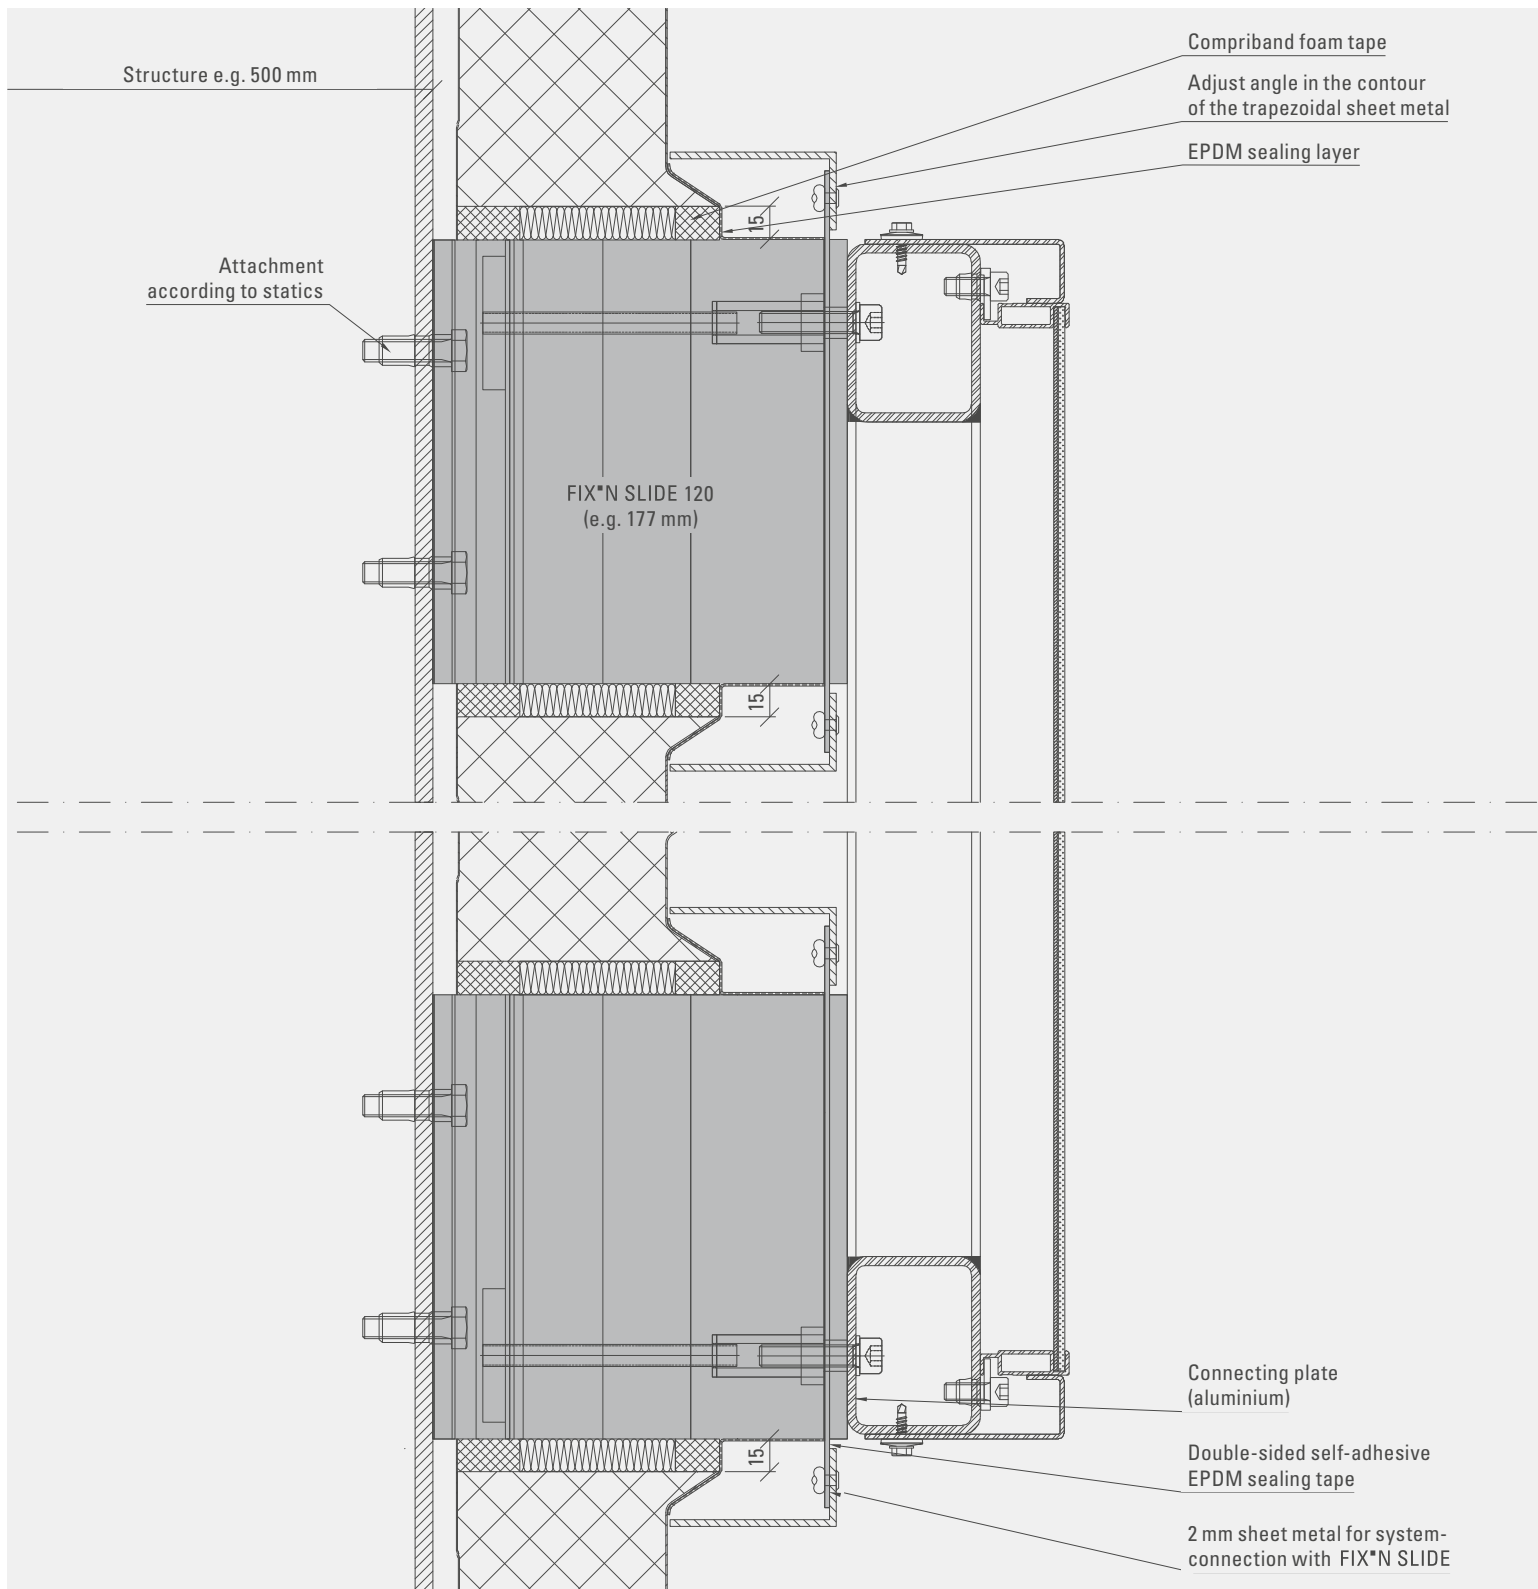 Compriband foam tape
Structure e.g. 500 mm
Adjust angle in the contour
of the trapezoidal sheet metal
EPDM sealing layer
15
Attachment
according to statics
FIX■N SLIDE 120
(e.g. 177 mm)
15
Connecting plate
(aluminium)
Double-sided self-adhesive
EPDM sealing tape
15
2 mm sheet metal for system-
connection with FIX■N SLIDE